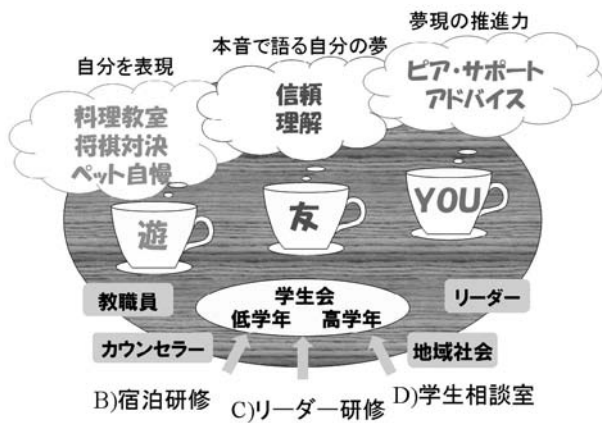 夢現の推進力
本音で語る自分の夢
自分を表現
ピア・サポート
アドバイス
信頼
理解
料理教室
将棋対決
ペット自慢
遊
友
YOU
教職員
学生会
低学年 高学年
リーダー
カウンセラー
地域社会
B)宿泊研修
C)リーダー研修
D)学生相談室